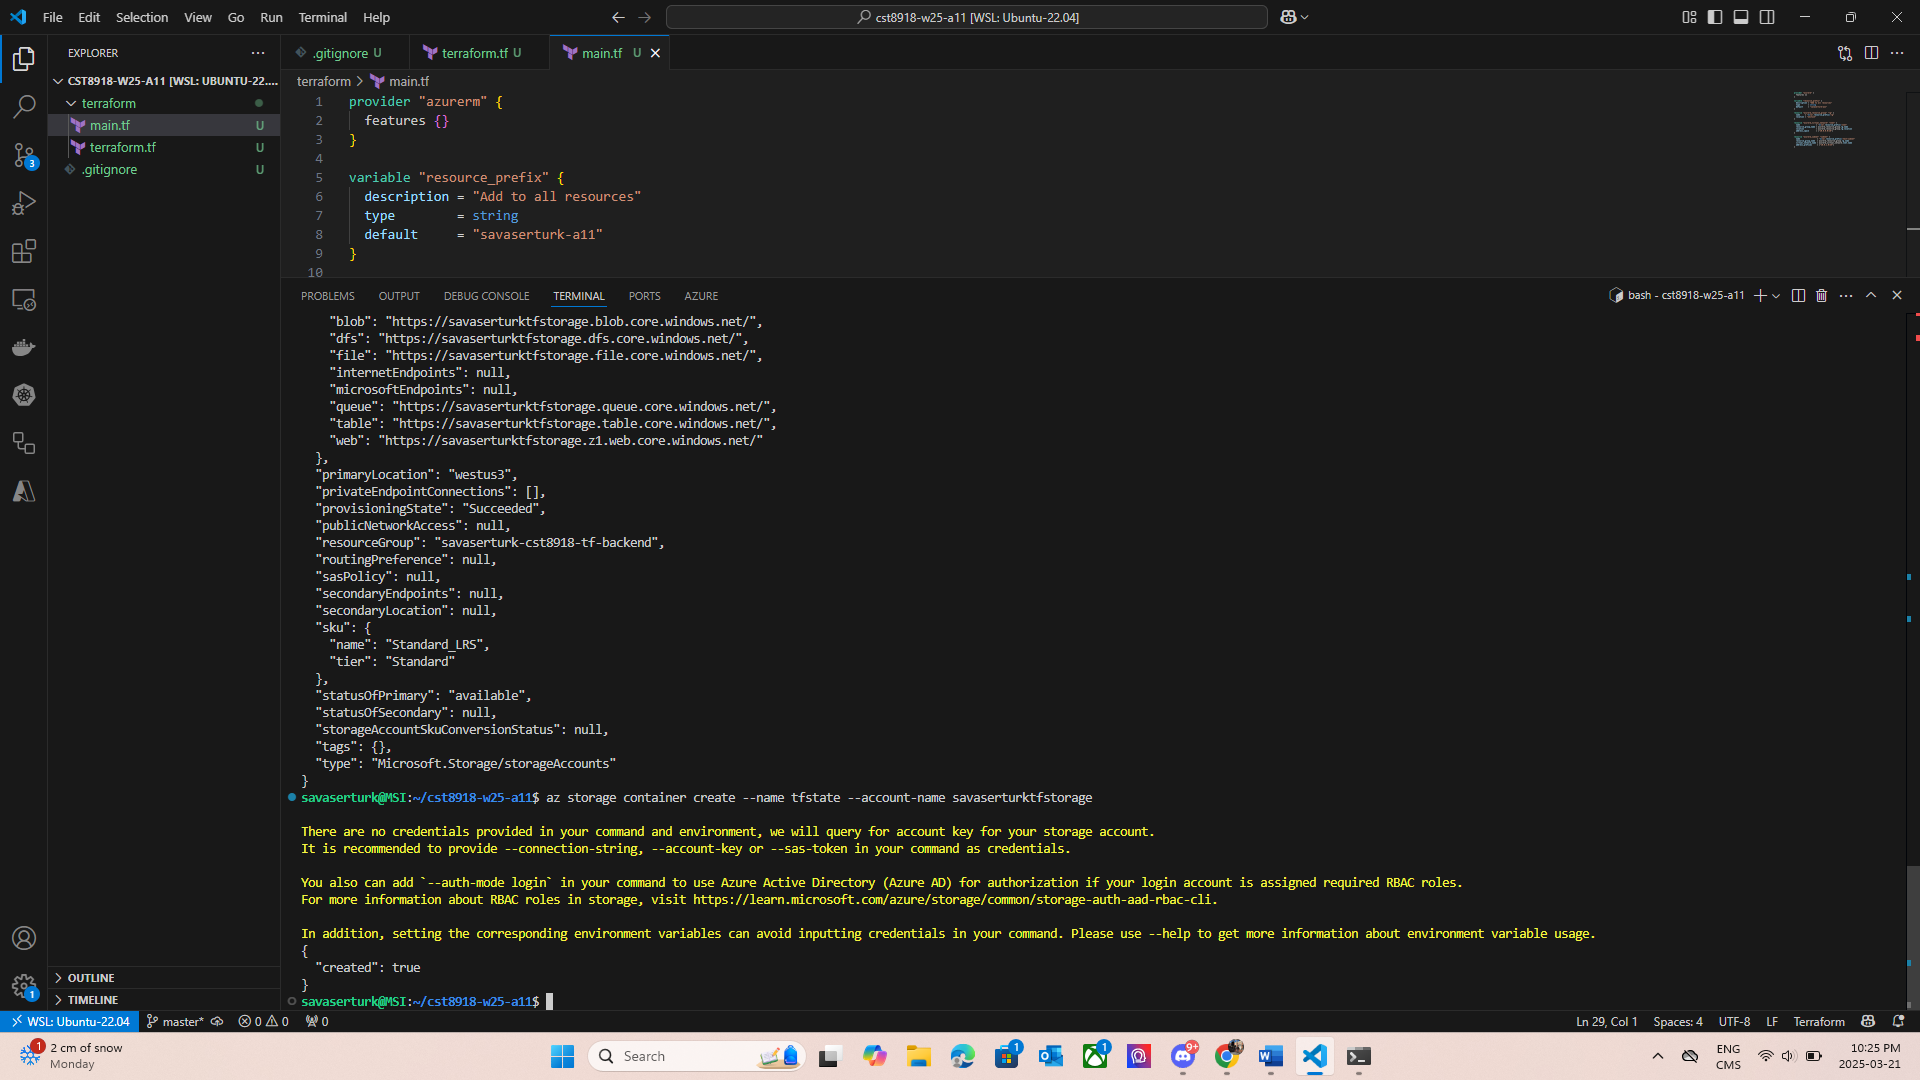 File Edit Selection View Go Run Terminal Help
cst8918-w25-a11 [WSL: Ubuntu-22.04]
EXPLORER
CST8918-W25-A11 [WSL: UBUNTU-22....
terraform
main.tf U
terraform.tf U
.gitignore U
3
.gitignore U
terraform.tf U
main.tf U
terraform > main.tf
1 provider "azurerm" {
2 features {}
3 }
4
5 variable "resource_prefix" {
6 description = "Add to all resources"
7 type = string
8 default = "savaserturk-a11"
9 }
10
PROBLEMS OUTPUT DEBUG CONSOLE TERMINAL PORTS AZURE
bash - cst8918-w25-a11
"blob": "https://savaserturktfstorage.blob.core.windows.net/",
"dfs": "https://savaserturktfstorage.dfs.core.windows.net/",
"file": "https://savaserturktfstorage.file.core.windows.net/",
"internetEndpoints": null,
"microsoftEndpoints": null,
"queue": "https://savaserturktfstorage.queue.core.windows.net/",
"table": "https://savaserturktfstorage.table.core.windows.net/",
"web": "https://savaserturktfstorage.z1.web.core.windows.net/"
},
"primaryLocation": "westus3",
"privateEndpointConnections": [],
"provisioningState": "Succeeded",
"publicNetworkAccess": null,
"resourceGroup": "savaserturk-cst8918-tf-backend",
"routingPreference": null,
"sasPolicy": null,
"secondaryEndpoints": null,
"secondaryLocation": null,
"sku": {
"name": "Standard_LRS",
"tier": "Standard"
},
"statusOfPrimary": "available",
"statusOfSecondary": null,
"storageAccountSkuConversionStatus": null,
"tags": {},
"type": "Microsoft.Storage/storageAccounts"
}
savaserturk@MSI:~/cst8918-w25-a11$ az storage container create --name tfstate --account-name savaserturktfstorage
There are no credentials provided in your command and environment, we will query for account key for your storage account.
It is recommended to provide --connection-string, --account-key or --sas-token in your command as credentials.
You also can add `--auth-mode login` in your command to use Azure Active Directory (Azure AD) for authorization if your login account is assigned required RBAC roles.
For more information about RBAC roles in storage, visit https://learn.microsoft.com/azure/storage/common/storage-auth-aad-rbac-cli.
In addition, setting the corresponding environment variables can avoid inputting credentials in your command. Please use --help to get more information about environment variable usage.
{
"created": true
}
savaserturk@MSI:~/cst8918-w25-a11$
OUTLINE
TIMELINE
1
WSL: Ubuntu-22.04 master* 0 0 0
Ln 29, Col 1 Spaces: 4 UTF-8 LF Terraform
1
2 cm of snow
Monday
Search
1
1
9+
ENG
CMS
10:25 PM
2025-03-21